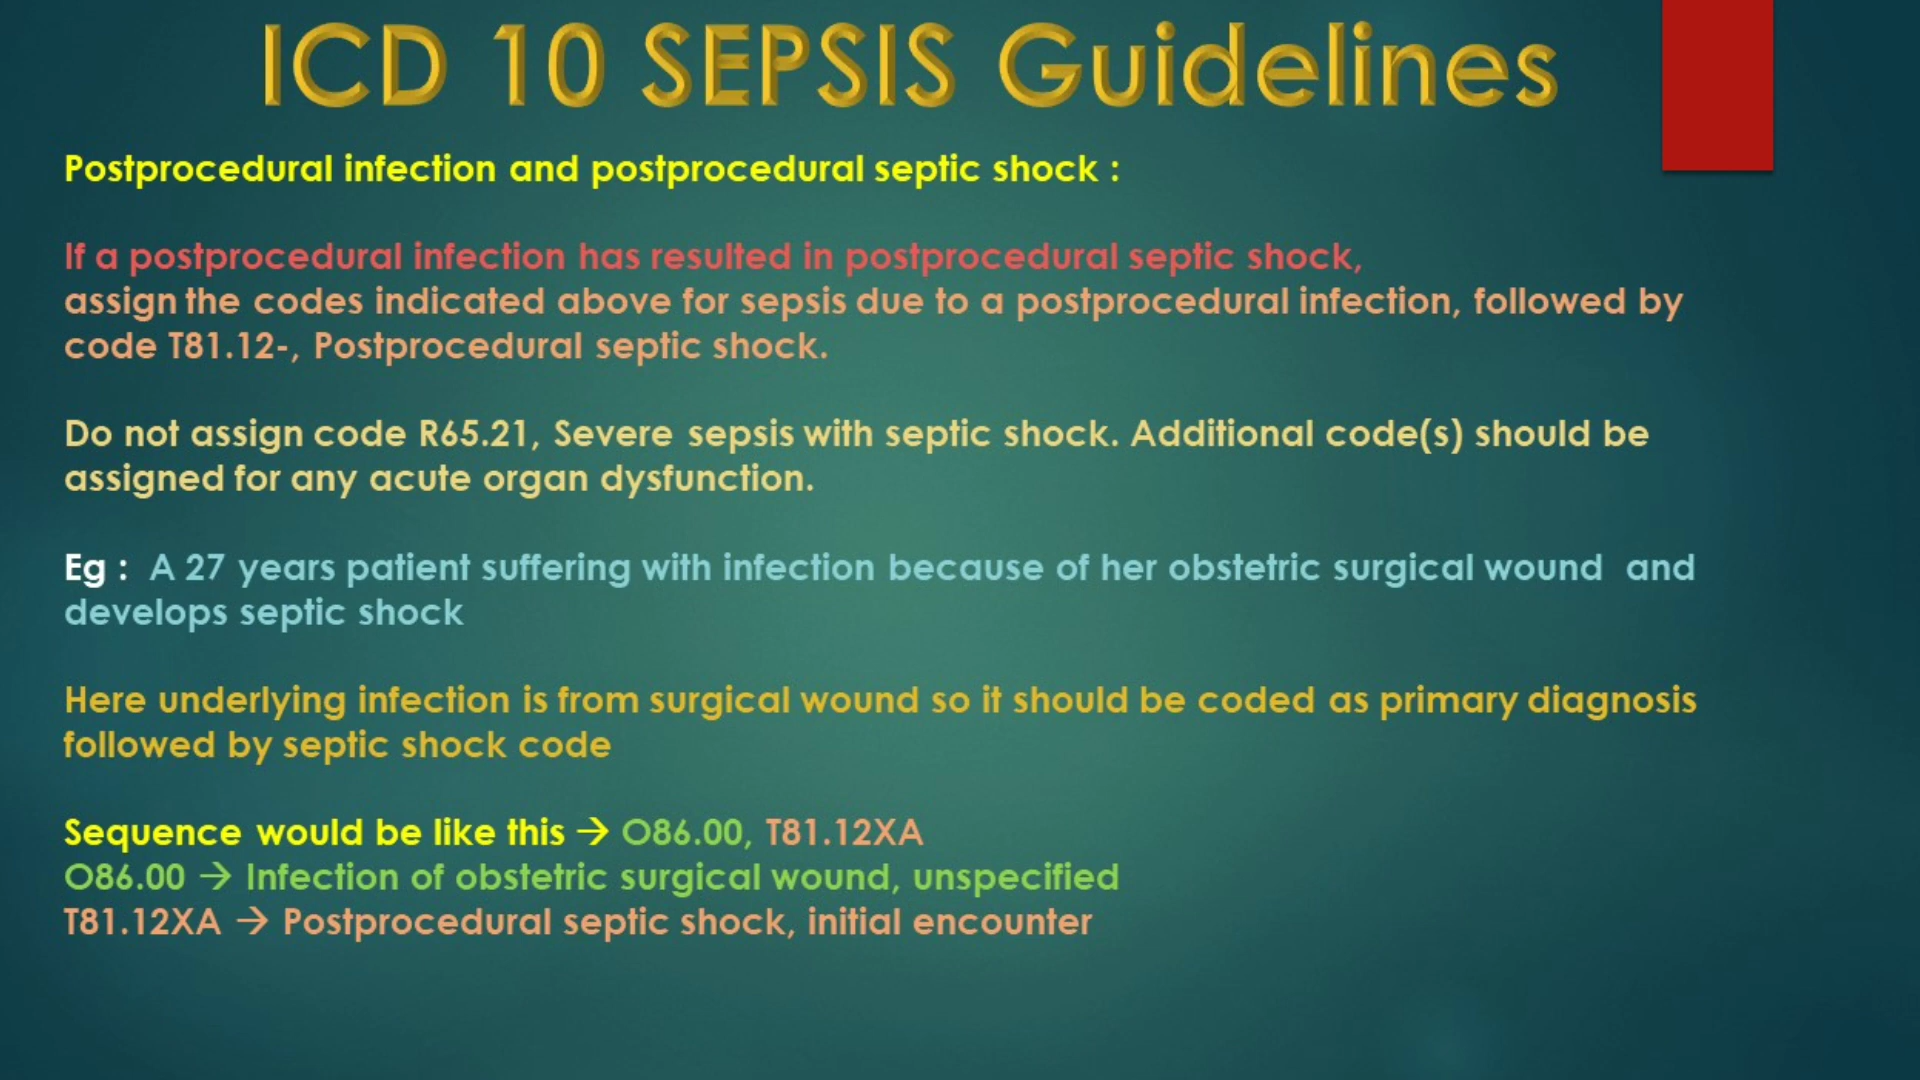 ICD 10 SEPSIS Guidelines
Postprocedural infection and postprocedural septic shock :
If a postprocedural infection has resulted in postprocedural septic shock,
assign the codes indicated above for sepsis due to a postprocedural infection, followed by
code T81.12-, Postprocedural septic shock.
Do not assign code R65.21, Severe sepsis with septic shock. Additional code(s) should be
assigned for any acute organ dysfunction.
Eg : A 27 years patient suffering with infection because of her obstetric surgical wound and
develops septic shock
Here underlying infection is from surgical wound so it should be coded as primary diagnosis
followed by septic shock code
Sequence would be like this → O86.00, T81.12XA
O86.00 → Infection of obstetric surgical wound, unspecified
T81.12XA → Postprocedural septic shock, initial encounter